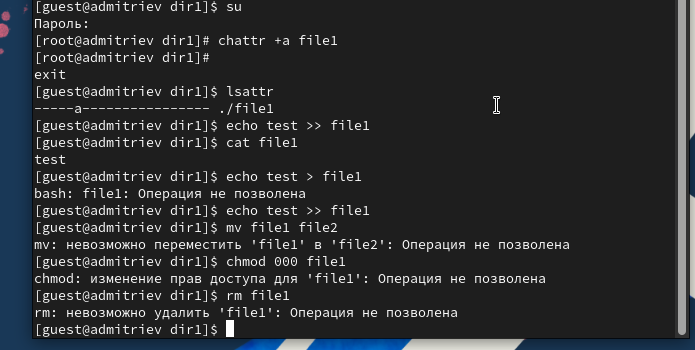 [guest@admitriev dir1]$ su
Пароль:
[root@admitriev dir1]# chattr +a file1
[root@admitriev dir1]#
exit
[guest@admitriev dir1]$ lsattr
-----a---------------- ./file1
[guest@admitriev dir1]$ echo test >> file1
[guest@admitriev dir1]$ cat file1
test
[guest@admitriev dir1]$ echo test > file1
bash: file1: Операция не позволена
[guest@admitriev dir1]$ echo test >> file1
[guest@admitriev dir1]$ mv file1 file2
mv: невозможно переместить 'file1' в 'file2': Операция не позволена
[guest@admitriev dir1]$ chmod 000 file1
chmod: изменение прав доступа для 'file1': Операция не позволена
[guest@admitriev dir1]$ rm file1
rm: невозможно удалить 'file1': Операция не позволена
[guest@admitriev dir1]$